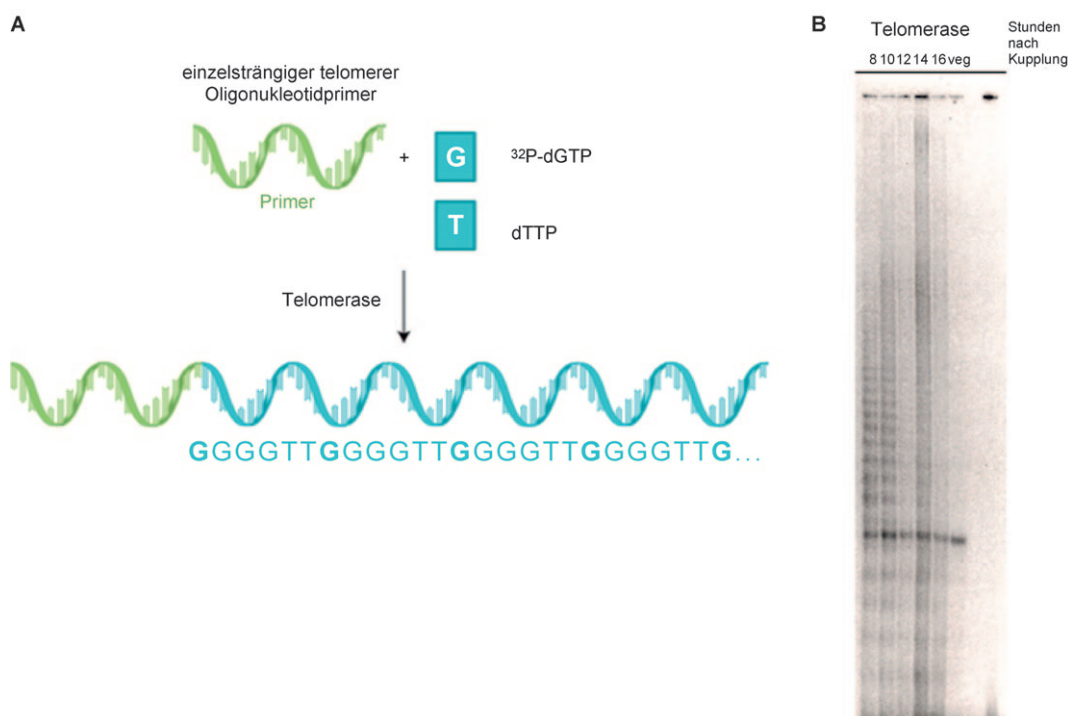 A
einzelsträngiger telomerer
Oligonukleotidprimer
Primer
+
G
³²P-dGTP
T
dTTP
Telomerase
GGGGTTGGGGTTGGGGTTGGGGTTG...
B
Telomerase
Stunden
nach
Kupplung
8 10 12 14 16 veg